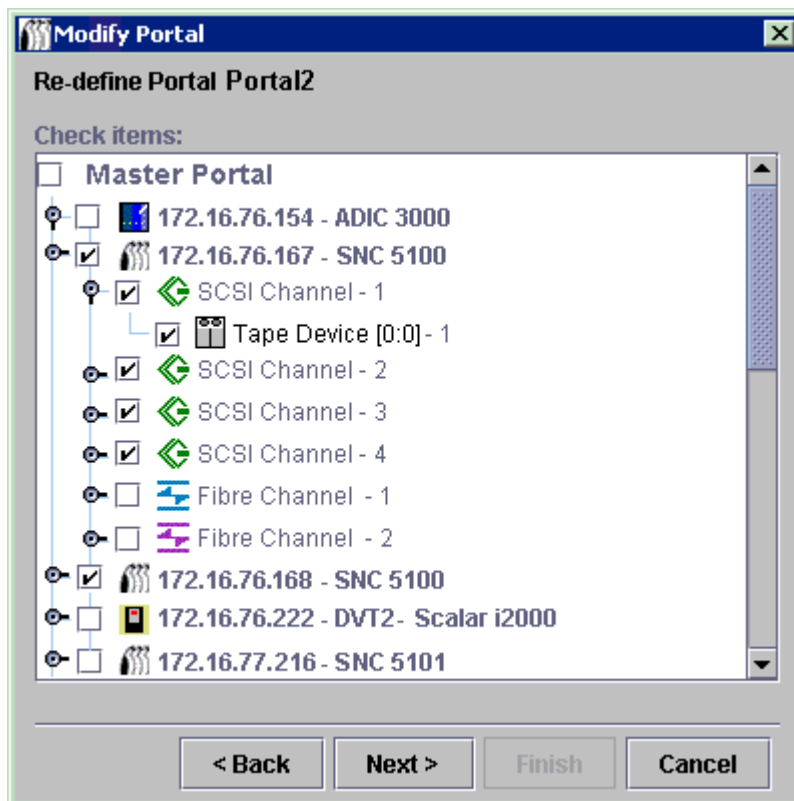 Modify Portal
Re-define Portal Portal2
Check items:
Master Portal
172.16.76.154 - ADIC 3000
172.16.76.167 - SNC 5100
SCSI Channel - 1
Tape Device [0:0] - 1
SCSI Channel - 2
SCSI Channel - 3
SCSI Channel - 4
Fibre Channel - 1
Fibre Channel - 2
172.16.76.168 - SNC 5100
172.16.76.222 - DVT2 - Scalar i2000
172.16.77.216 - SNC 5101
< Back Next > Finish Cancel